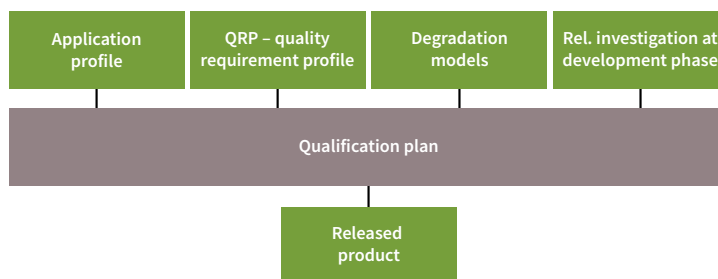 Application
profile
QRP – quality
requirement profile
Degradation
models
Rel. investigation at
development phase
Qualification plan
Released
product